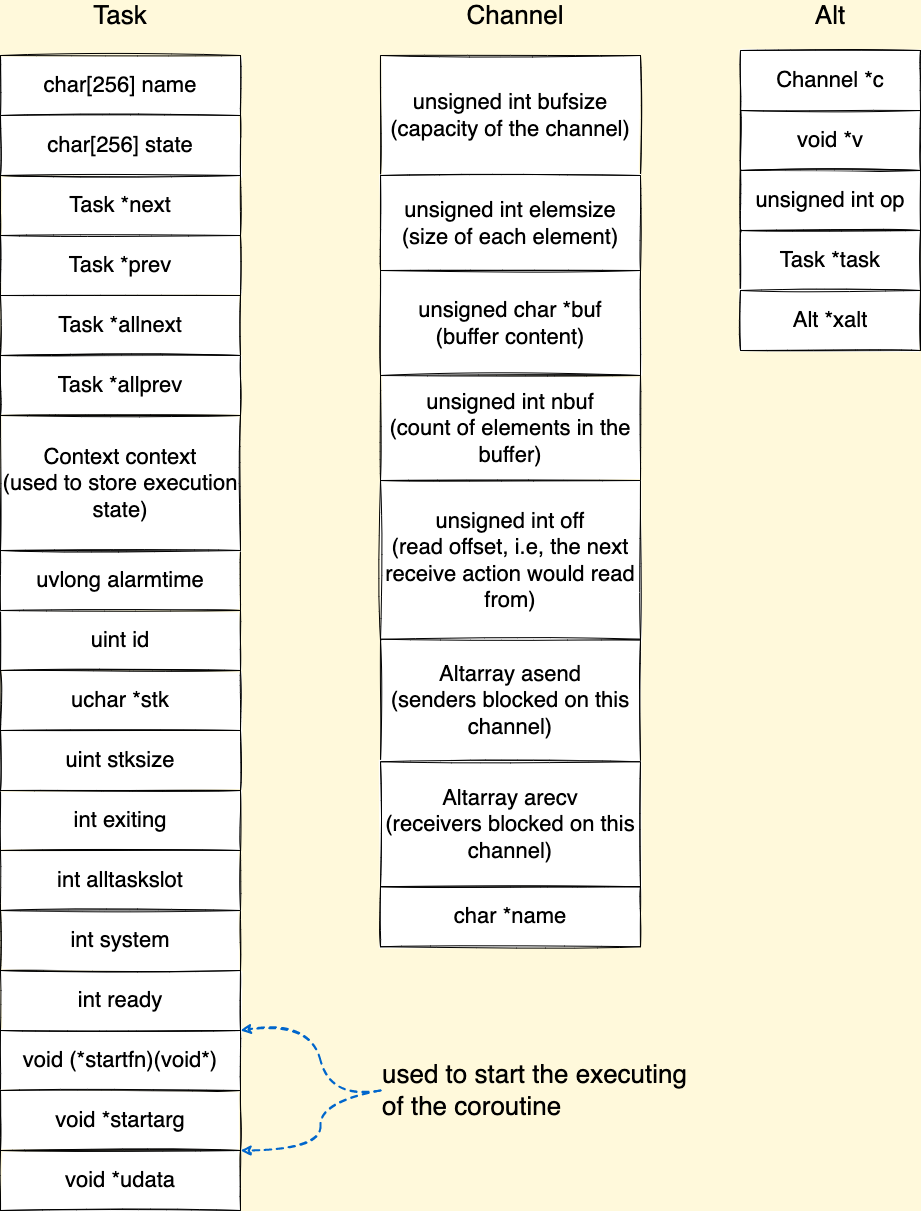 Task
char[256] name
char[256] state
Task *next
Task *prev
Task *allnext
Task *allprev
Context context
(used to store execution
state)
uvlong alarmtime
uint id
uchar *stk
uint stksize
int exiting
int alltaskslot
int system
int ready
void (*startfn)(void*)
void *startarg
void *udata
used to start the executing
of the coroutine
Channel
unsigned int bufsize
(capacity of the channel)
unsigned int elemsize
(size of each element)
unsigned char *buf
(buffer content)
unsigned int nbuf
(count of elements in the
buffer)
unsigned int off
(read offset, i.e, the next
receive action would read
from)
Altarray asend
(senders blocked on this
channel)
Altarray arecv
(receivers blocked on this
channel)
char *name
Alt
Channel *c
void *v
unsigned int op
Task *task
Alt *xalt